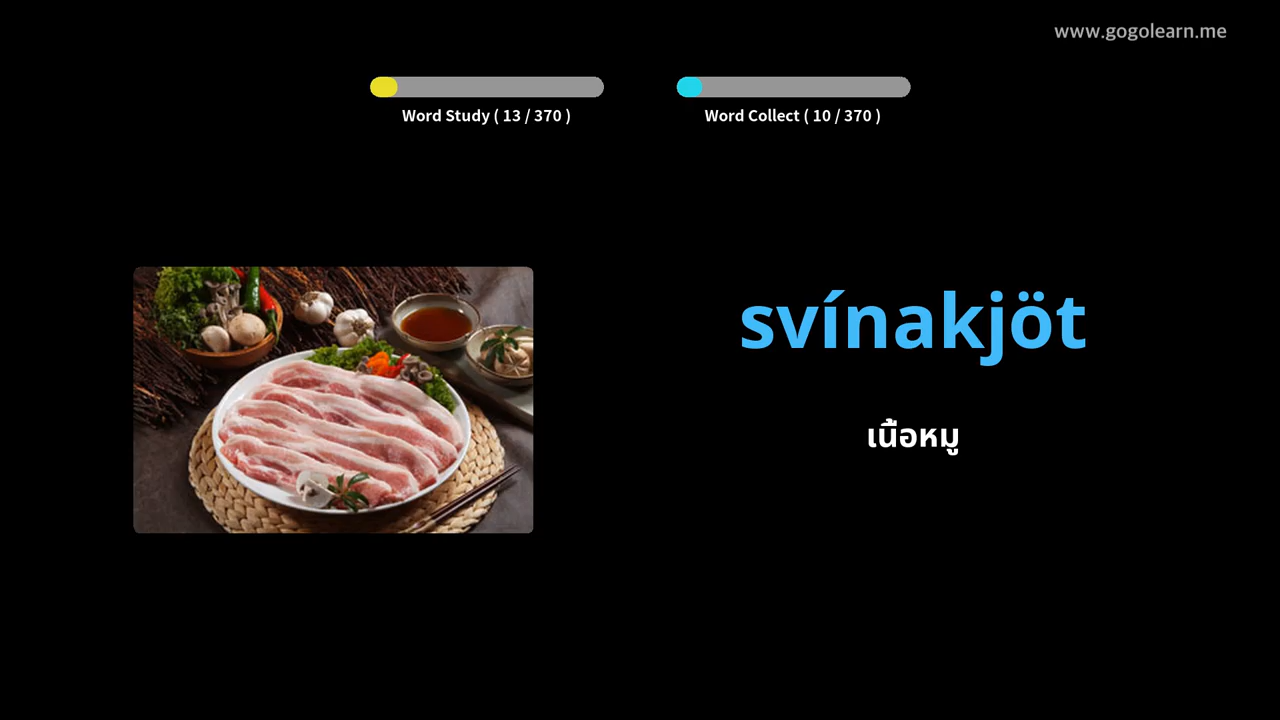 www.gogolearn.me
Word Study ( 13 / 370 )
Word Collect ( 10 / 370 )
svínakjöt
เนื้อหมู